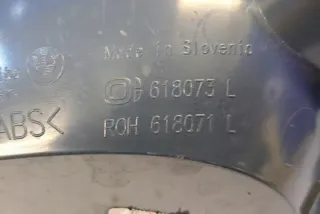 Made in Slovenia
618073 L
ABS<
ROH 618071 L